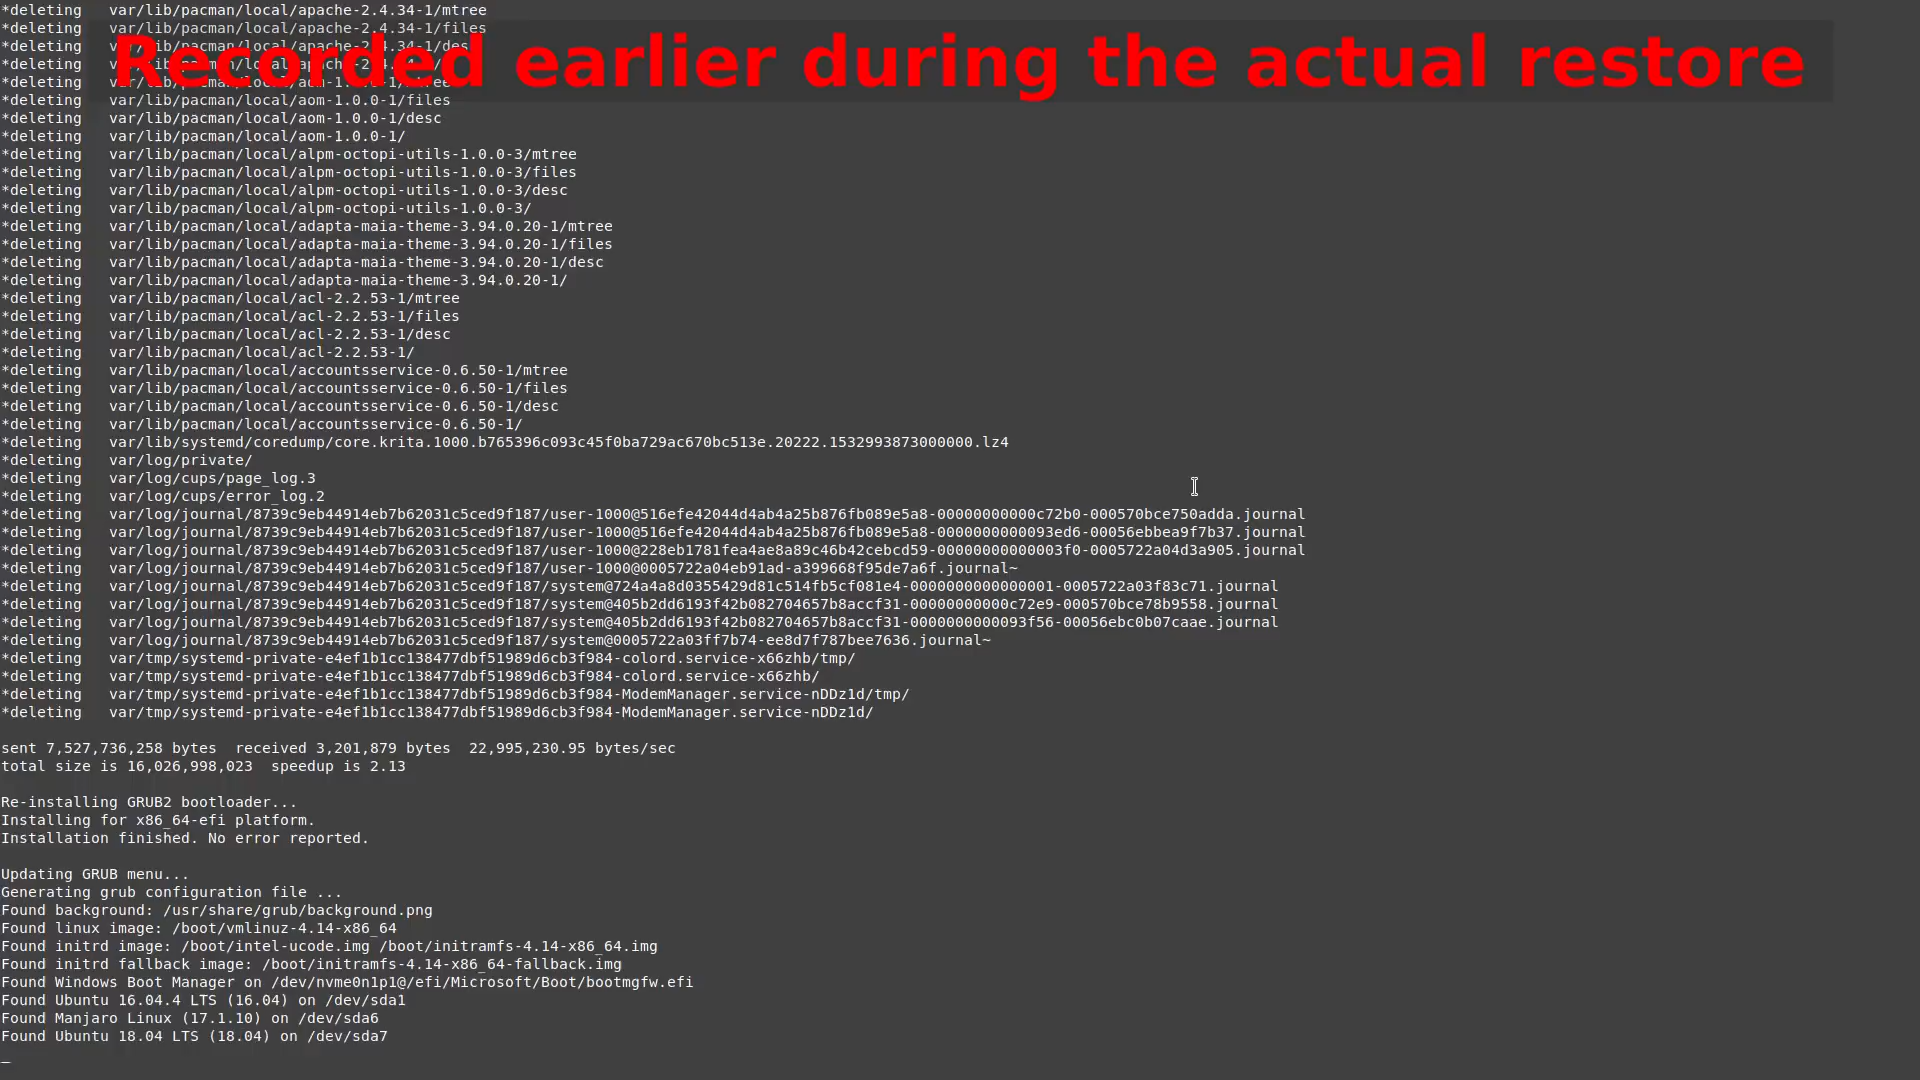 *deleting   var/lib/pacman/local/apache-2.4.34-1/mtree
*deleting   var/lib/pacman/local/apache-2.4.34-1/files
*deleting   var/lib/pacman/local/apache-2.4.34-1/desc
Recorded earlier during the actual restore
*deleting   var/lib/pacman/local/apache-2.4.34-1/
*deleting   var/lib/pacman/local/aom-1.0.0-1/mtree
*deleting   var/lib/pacman/local/aom-1.0.0-1/files
*deleting   var/lib/pacman/local/aom-1.0.0-1/desc
*deleting   var/lib/pacman/local/aom-1.0.0-1/
*deleting   var/lib/pacman/local/alpm-octopi-utils-1.0.0-3/mtree
*deleting   var/lib/pacman/local/alpm-octopi-utils-1.0.0-3/files
*deleting   var/lib/pacman/local/alpm-octopi-utils-1.0.0-3/desc
*deleting   var/lib/pacman/local/alpm-octopi-utils-1.0.0-3/
*deleting   var/lib/pacman/local/adapta-maia-theme-3.94.0.20-1/mtree
*deleting   var/lib/pacman/local/adapta-maia-theme-3.94.0.20-1/files
*deleting   var/lib/pacman/local/adapta-maia-theme-3.94.0.20-1/desc
*deleting   var/lib/pacman/local/adapta-maia-theme-3.94.0.20-1/
*deleting   var/lib/pacman/local/acl-2.2.53-1/mtree
*deleting   var/lib/pacman/local/acl-2.2.53-1/files
*deleting   var/lib/pacman/local/acl-2.2.53-1/desc
*deleting   var/lib/pacman/local/acl-2.2.53-1/
*deleting   var/lib/pacman/local/accountsservice-0.6.50-1/mtree
*deleting   var/lib/pacman/local/accountsservice-0.6.50-1/files
*deleting   var/lib/pacman/local/accountsservice-0.6.50-1/desc
*deleting   var/lib/pacman/local/accountsservice-0.6.50-1/
*deleting   var/lib/systemd/coredump/core.krita.1000.b765396c093c45f0ba729ac670bc513e.20222.1532993873000000.lz4
*deleting   var/log/private/
*deleting   var/log/cups/page_log.3
*deleting   var/log/cups/error_log.2
*deleting   var/log/journal/8739c9eb44914eb7b62031c5ced9f187/user-1000@516efe42044d4ab4a25b876fb089e5a8-00000000000c72b0-000570bce750adda.journal
*deleting   var/log/journal/8739c9eb44914eb7b62031c5ced9f187/user-1000@516efe42044d4ab4a25b876fb089e5a8-0000000000093ed6-00056ebbea9f7b37.journal
*deleting   var/log/journal/8739c9eb44914eb7b62031c5ced9f187/user-1000@228eb1781fea4ae8a89c46b42cebcd59-00000000000003f0-0005722a04d3a905.journal
*deleting   var/log/journal/8739c9eb44914eb7b62031c5ced9f187/user-1000@0005722a04eb91ad-a399668f95de7a6f.journal~
*deleting   var/log/journal/8739c9eb44914eb7b62031c5ced9f187/system@724a4a8d0355429d81c514fb5cf081e4-0000000000000001-0005722a03f83c71.journal
*deleting   var/log/journal/8739c9eb44914eb7b62031c5ced9f187/system@405b2dd6193f42b082704657b8accf31-00000000000c72e9-000570bce78b9558.journal
*deleting   var/log/journal/8739c9eb44914eb7b62031c5ced9f187/system@405b2dd6193f42b082704657b8accf31-0000000000093f56-00056ebc0b07caae.journal
*deleting   var/log/journal/8739c9eb44914eb7b62031c5ced9f187/system@0005722a03ff7b74-ee8d7f787bee7636.journal~
*deleting   var/tmp/systemd-private-e4ef1b1cc138477dbf51989d6cb3f984-colord.service-x66zhb/tmp/
*deleting   var/tmp/systemd-private-e4ef1b1cc138477dbf51989d6cb3f984-colord.service-x66zhb/
*deleting   var/tmp/systemd-private-e4ef1b1cc138477dbf51989d6cb3f984-ModemManager.service-nDDz1d/tmp/
*deleting   var/tmp/systemd-private-e4ef1b1cc138477dbf51989d6cb3f984-ModemManager.service-nDDz1d/
sent 7,527,736,258 bytes  received 3,201,879 bytes  22,995,230.95 bytes/sec
total size is 16,026,998,023  speedup is 2.13
Re-installing GRUB2 bootloader...
Installing for x86_64-efi platform.
Installation finished. No error reported.
Updating GRUB menu...
Generating grub configuration file ...
Found background: /usr/share/grub/background.png
Found linux image: /boot/vmlinuz-4.14-x86_64
Found initrd image: /boot/intel-ucode.img /boot/initramfs-4.14-x86_64.img
Found initrd fallback image: /boot/initramfs-4.14-x86_64-fallback.img
Found Windows Boot Manager on /dev/nvme0n1p1@/efi/Microsoft/Boot/bootmgfw.efi
Found Ubuntu 16.04.4 LTS (16.04) on /dev/sda1
Found Manjaro Linux (17.1.10) on /dev/sda6
Found Ubuntu 18.04 LTS (18.04) on /dev/sda7
_